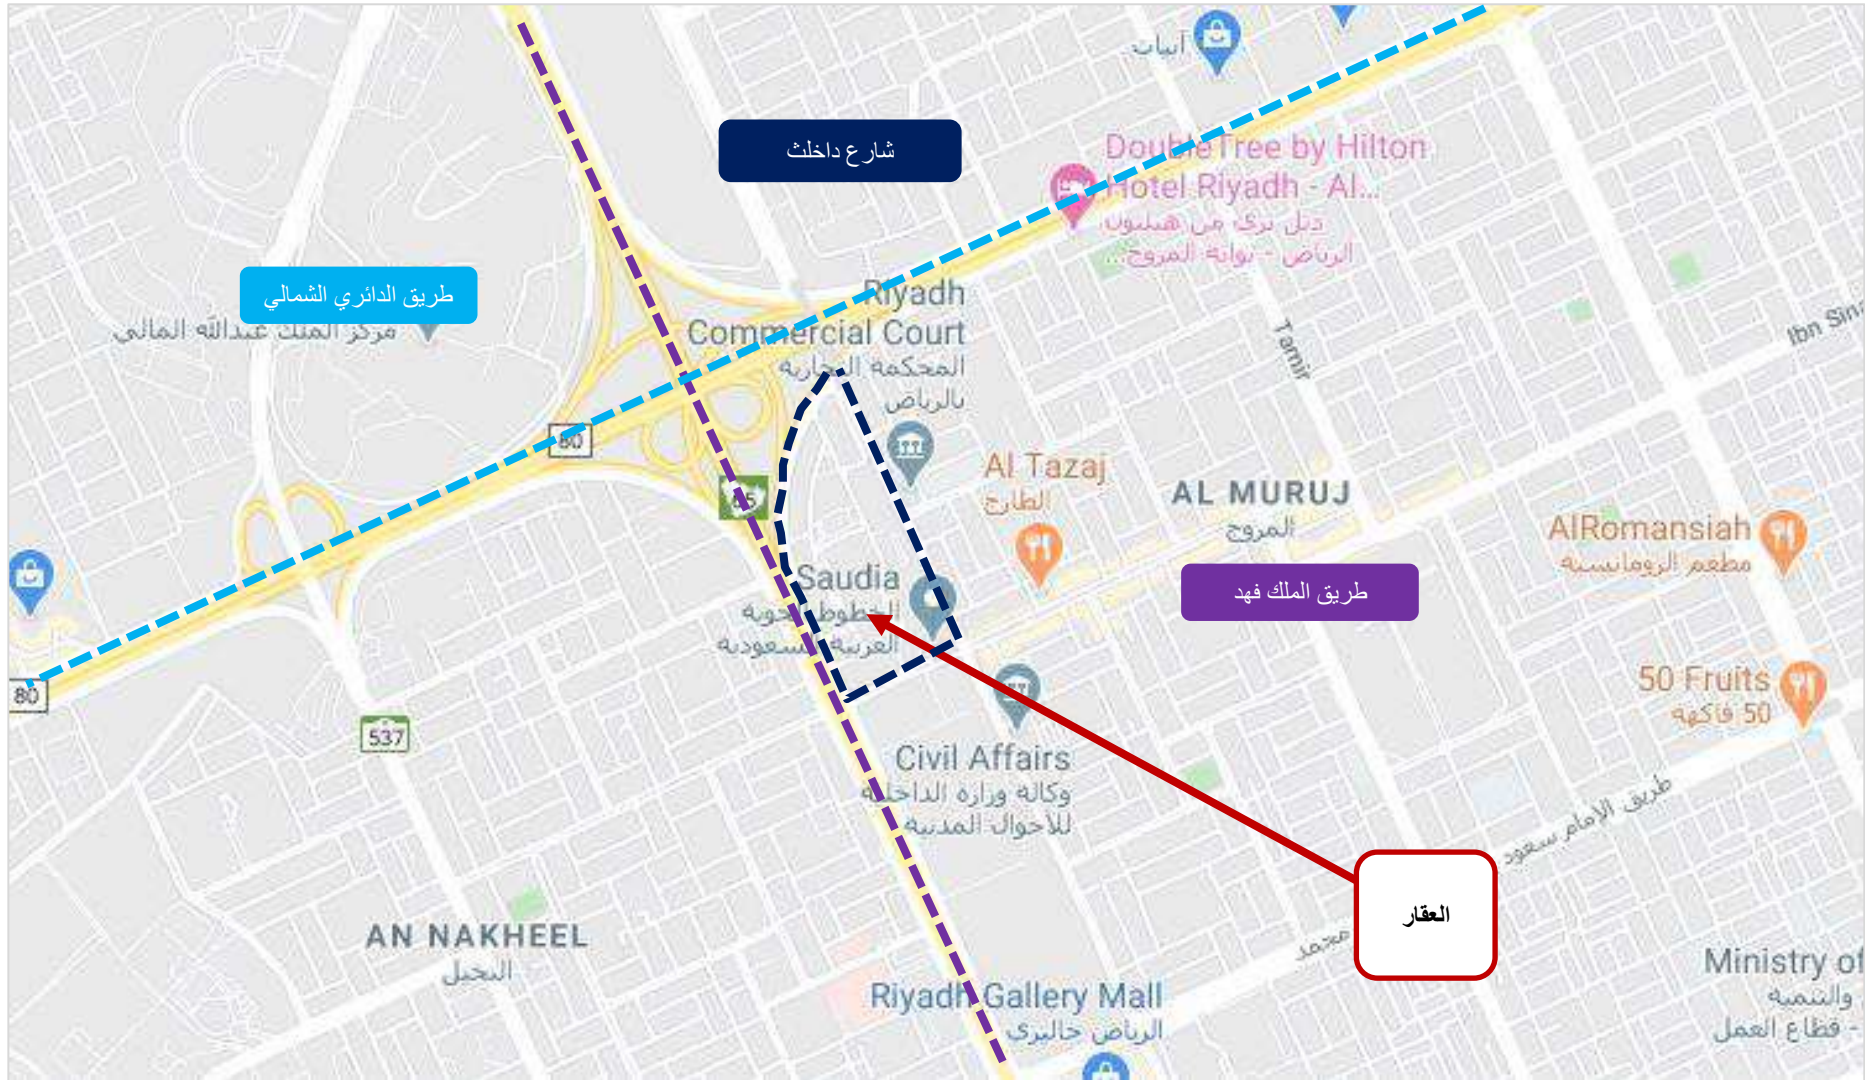 أبيات
شارع داخلث
DoubleTree by Hilton
Hotel Riyadh - Al...
دبل تري من هيلتون
الرياض - بوابة المروج...
طريق الدائري الشمالي
مركز الملك عبدالله المالي
Riyadh
Commercial Court
المحكمة التجارية
بالرياض
Tamir
Ibn Sin
80
65
Al Tazaj
الطازج
AL MURUJ
المروج
AlRomansiah
مطعم الرومانسية
طريق الملك فهد
Saudia
الخطوط الجوية
العربية السعودية
80
537
50 Fruits
50 فاكهة
Civil Affairs
وكالة وزارة الداخلية
للأحوال المدنية
طريق الامام سعود
محمد
العقار
AN NAKHEEL
النخيل
Riyadh Gallery Mall
الرياض جاليري
Ministry of
والتنمية
- قطاع العمل